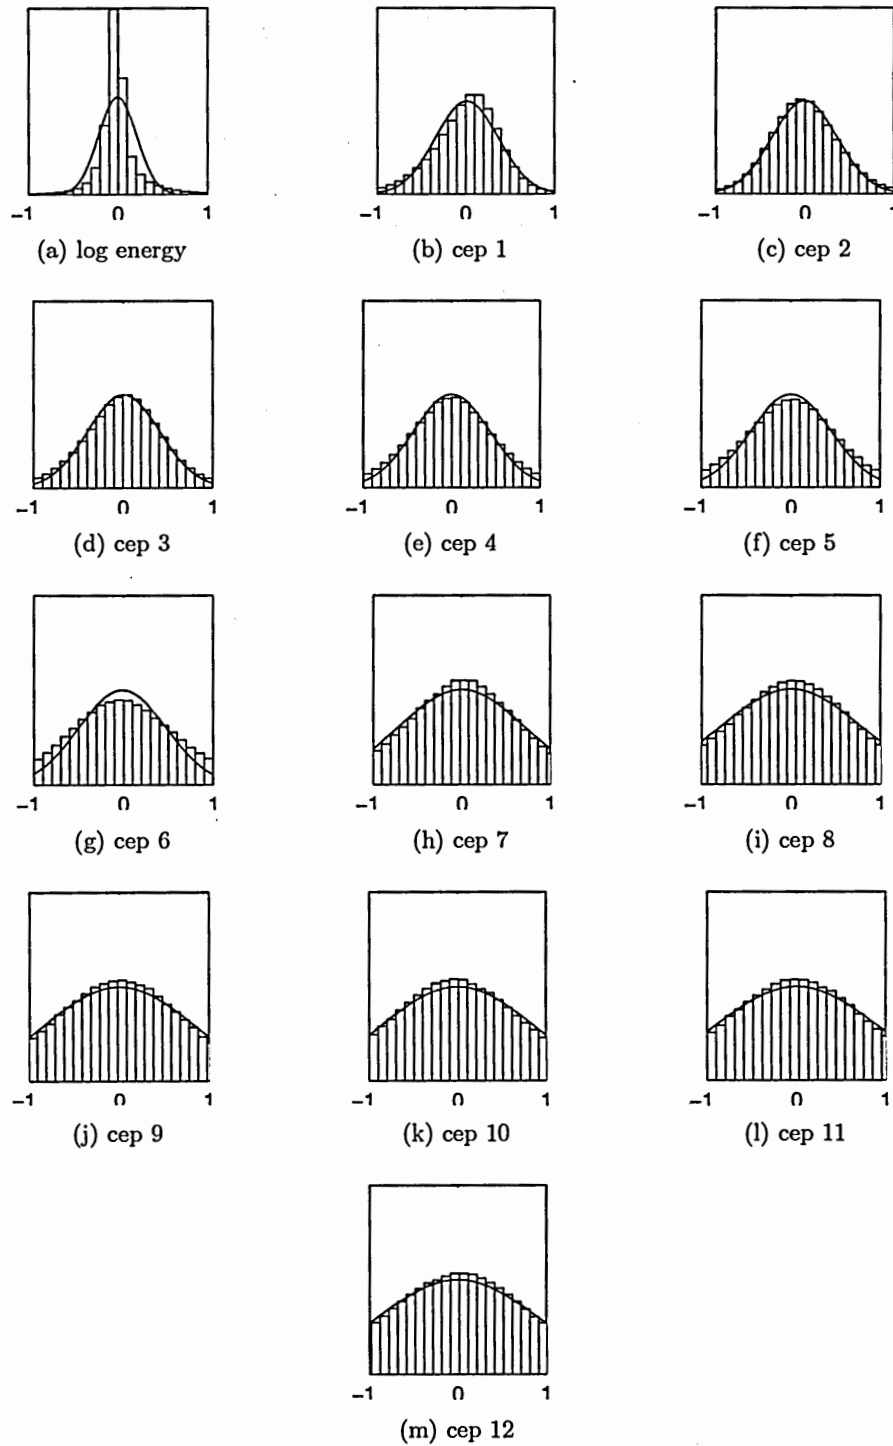 -1 0 1 -1 0 1 -1 0 1
(a) log energy (b) cep 1 (c) cep 2
-1 0 1 -1 0 1 -1 0 1
(d) cep 3 (e) cep 4 (f) cep 5
-1 0 1 -1 0 1 -1 0 1
(g) cep 6 (h) cep 7 (i) cep 8
-1 0 1 -1 0 1 -1 0 1
(j) cep 9 (k) cep 10 (l) cep 11
-1 0 1
(m) cep 12